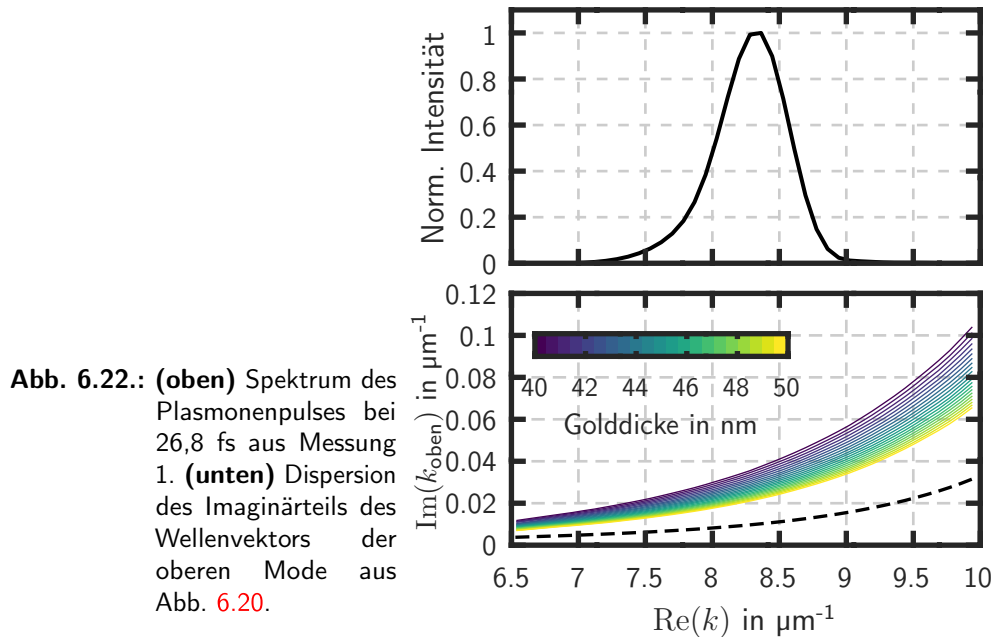 1
0.8
0.6
0.4
0.2
0
Norm. Intensität
0.12
0.1
0.08
0.06
0.04
0.02
0
Im(k_oben) in µm⁻¹
40 42 44 46 48 50
Golddicke in nm
6.5 7 7.5 8 8.5 9 9.5 10
Re(k) in µm⁻¹
Abb. 6.22.: (oben) Spektrum des
Plasmonenpulses bei
26,8 fs aus Messung
1. (unten) Dispersion
des Imaginärteils des
Wellenvektors der
oberen Mode aus
Abb. 6.20.